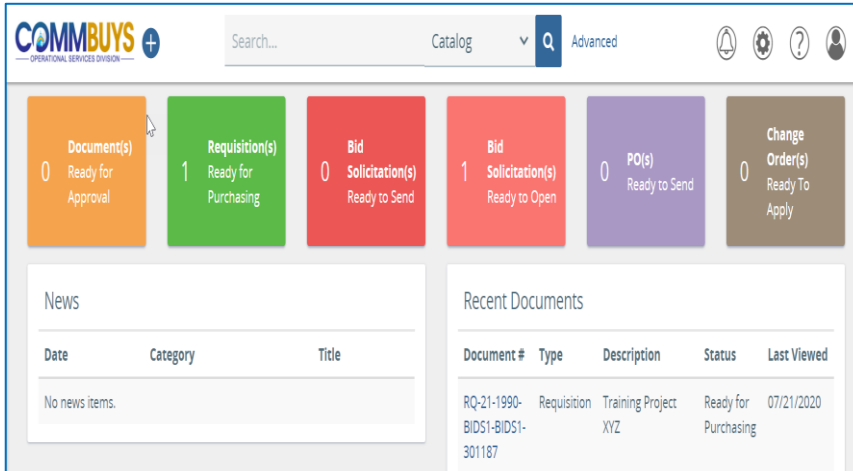 COMMBUYS
OPERATIONAL SERVICES DIVISION
Search...
Catalog
Advanced
0
Document(s)
Ready for
Approval
1
Requisition(s)
Ready for
Purchasing
0
Bid
Solicitation(s)
Ready to Send
1
Bid
Solicitation(s)
Ready to Open
0
PO(s)
Ready to Send
0
Change
Order(s)
Ready To
Apply
News
Date Category Title
No news items.
Recent Documents
Document # Type Description Status Last Viewed
RQ-21-1990- Requisition Training Project Ready for 07/21/2020
BIDS1-BIDS1- XYZ Purchasing
301187